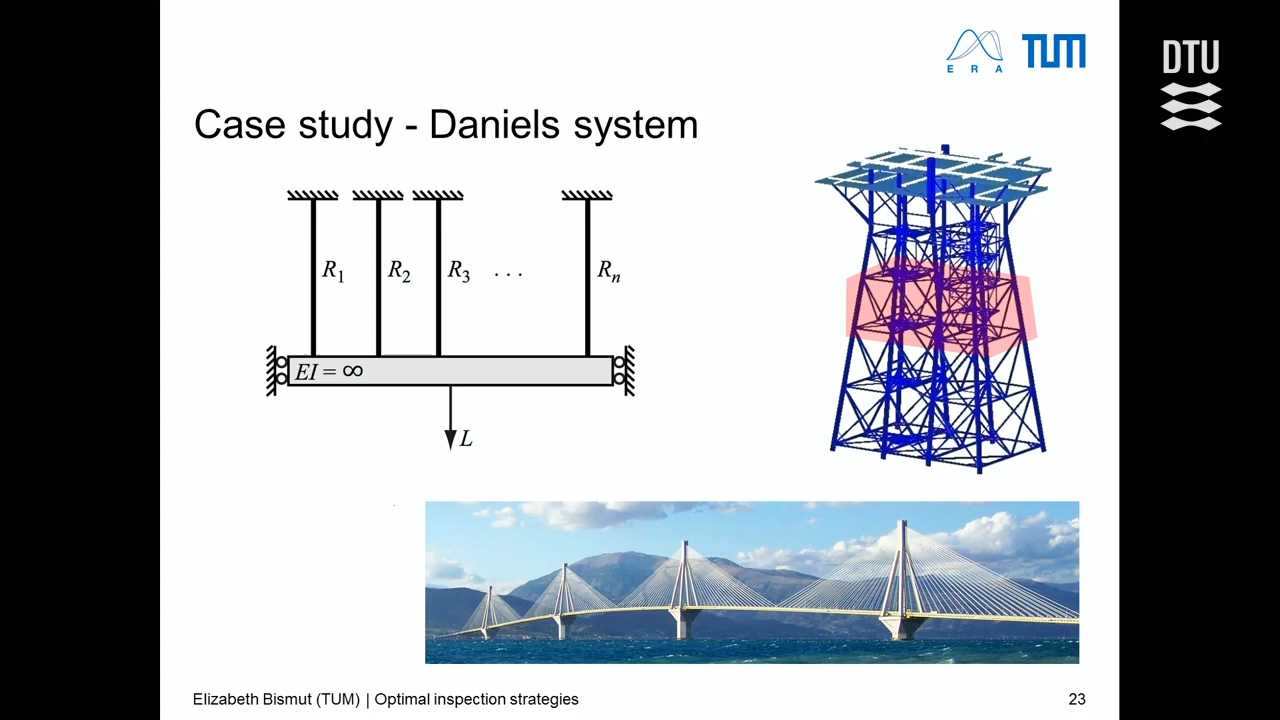 E R A
TUM
DTU
Case study - Daniels system
R1
R2
R3
. . .
Rn
EI = ∞
L
Elizabeth Bismut (TUM) | Optimal inspection strategies
23